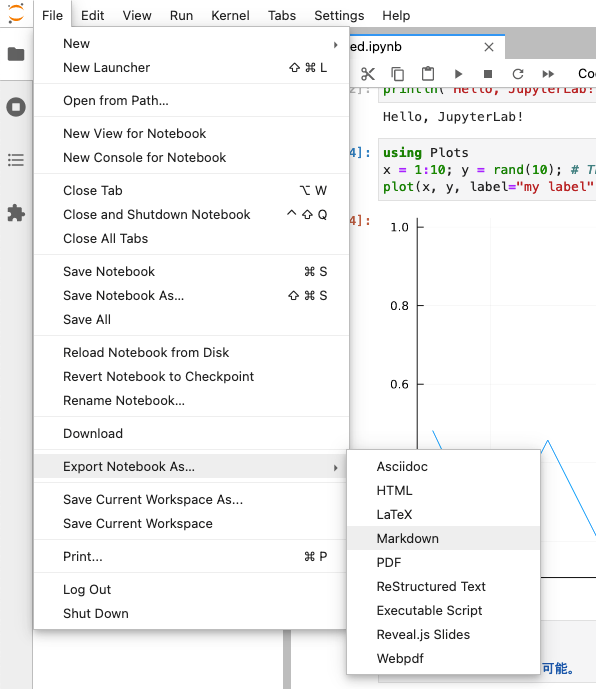 File Edit View Run Kernel Tabs Settings Help
New
New Launcher ⇧ ⌘ L
Open from Path…
New View for Notebook
New Console for Notebook
Close Tab ⌥ W
Close and Shutdown Notebook ^ ⇧ Q
Close All Tabs
Save Notebook ⌘ S
Save Notebook As… ⇧ ⌘ S
Save All
Reload Notebook from Disk
Revert Notebook to Checkpoint
Rename Notebook…
Download
Export Notebook As…
Save Current Workspace As…
Save Current Workspace
Print… ⌘ P
Log Out
Shut Down
Asciidoc
HTML
LaTeX
Markdown
PDF
ReStructured Text
Executable Script
Reveal.js Slides
Webpdf
ed.ipynb
Co
println("Hello, JupyterLab!
Hello, JupyterLab!
4]: using Plots
x = 1:10; y = rand(10); # T
plot(x, y, label="my label"
4]:
1.0
0.8
0.6
可能。